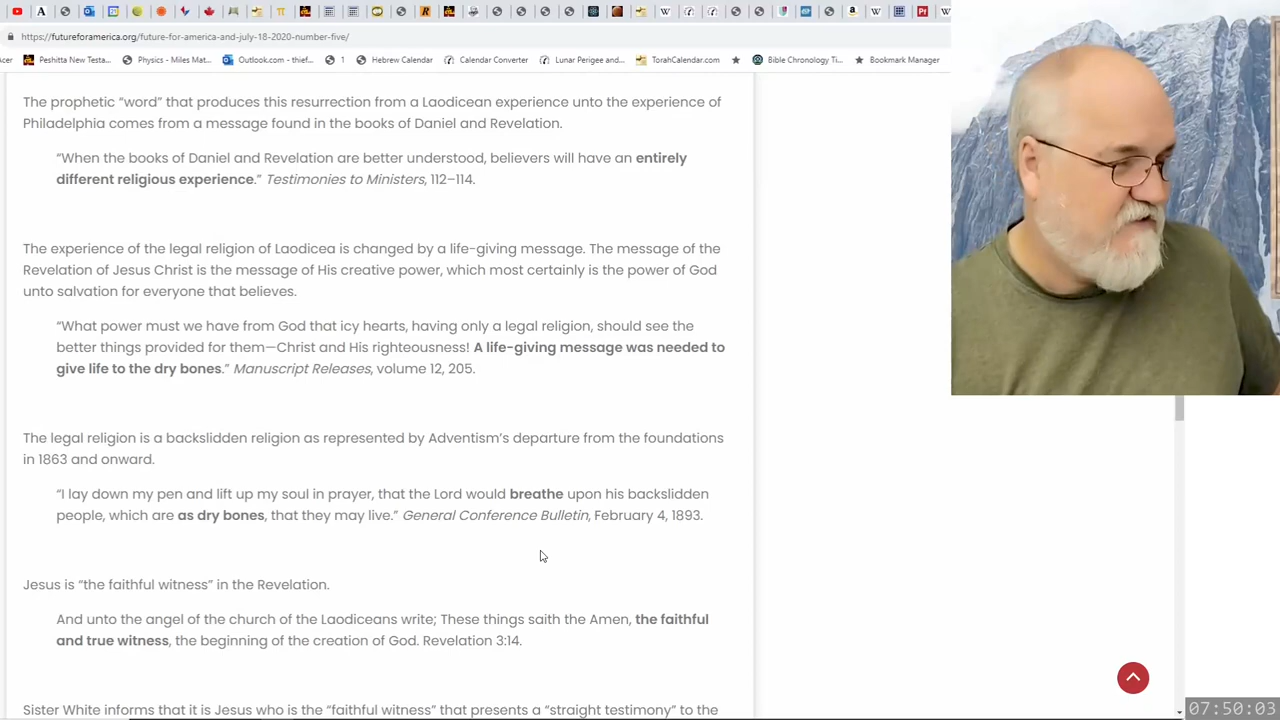 https://futureforamerica.org/future-for-america-and-july-18-2020-number-five/
Peshitta New Testa...
Physics - Miles Mat...
Outlook.com - thief...
1
Hebrew Calendar
Calendar Converter
Lunar Perigee and...
TorahCalendar.com
Bible Chronology Ti...
Bookmark Manager
The prophetic “word” that produces this resurrection from a Laodicean experience unto the experience of
Philadelphia comes from a message found in the books of Daniel and Revelation.
“When the books of Daniel and Revelation are better understood, believers will have an entirely
different religious experience.” Testimonies to Ministers, 112–114.
The experience of the legal religion of Laodicea is changed by a life-giving message. The message of the
Revelation of Jesus Christ is the message of His creative power, which most certainly is the power of God
unto salvation for everyone that believes.
“What power must we have from God that icy hearts, having only a legal religion, should see the
better things provided for them—Christ and His righteousness! A life-giving message was needed to
give life to the dry bones.” Manuscript Releases, volume 12, 205.
The legal religion is a backslidden religion as represented by Adventism’s departure from the foundations
in 1863 and onward.
“I lay down my pen and lift up my soul in prayer, that the Lord would breathe upon his backslidden
people, which are as dry bones, that they may live.” General Conference Bulletin, February 4, 1893.
Jesus is “the faithful witness” in the Revelation.
And unto the angel of the church of the Laodiceans write; These things saith the Amen, the faithful
and true witness, the beginning of the creation of God. Revelation 3:14.
Sister White informs that it is Jesus who is the “faithful witness” that presents a “straight testimony” to the
07:50:03